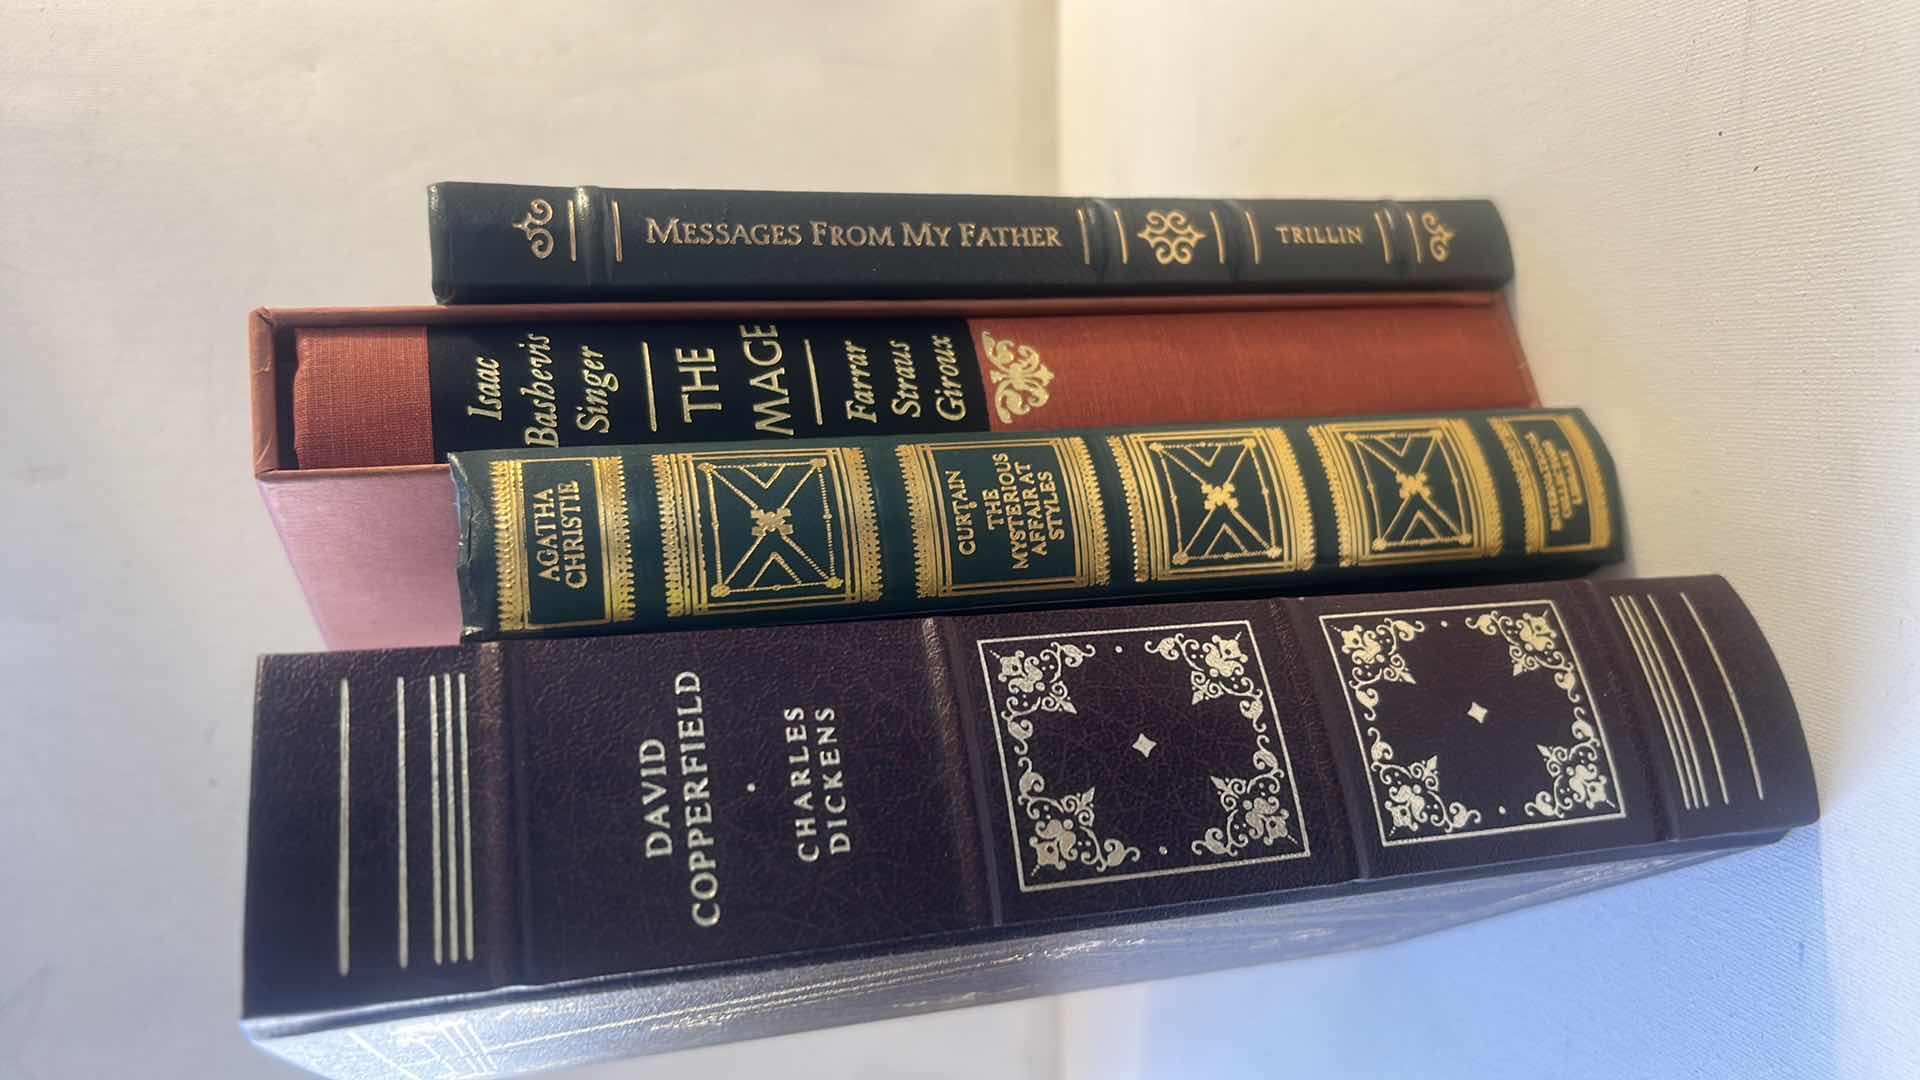 MESSAGES FROM MY FATHER
TRILLIN
Isaac
Bashevis
Singer
THE
IMAGE
Farrar
Straus
Giroux
AGATHA
CHRISTIE
CURTAIN
THE
MYSTERIOUS
AFFAIR AT
STYLES
DAVID
COPPERFIELD
CHARLES
DICKENS